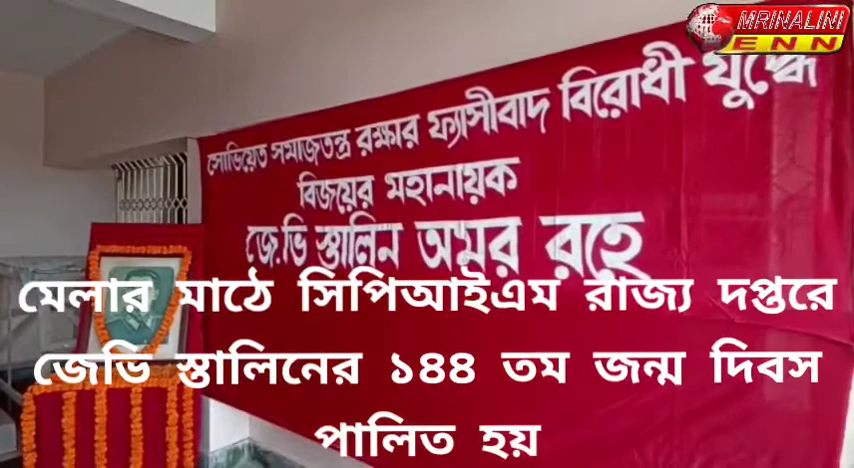 MRINALINI
ENN
সোভিয়েত সমাজতন্ত্র রক্ষার ফ্যাসীবাদ বিরোধী যুদ্ধে
বিজয়ের মহানায়ক
জে.ভি স্তালিন অমর রহে
মেলার মাঠে সিপিআইএম রাজ্য দপ্তরে
জেভি স্তালিনের ১৪৪ তম জন্ম দিবস
পালিত হয়